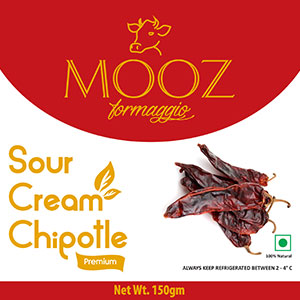 MOOZ
formaggio
Sour
Cream
Chipotle
Premium
100% Natural
ALWAYS KEEP REFRIGERATED BETWEEN 2 - 4° C
Net Wt. 150gm